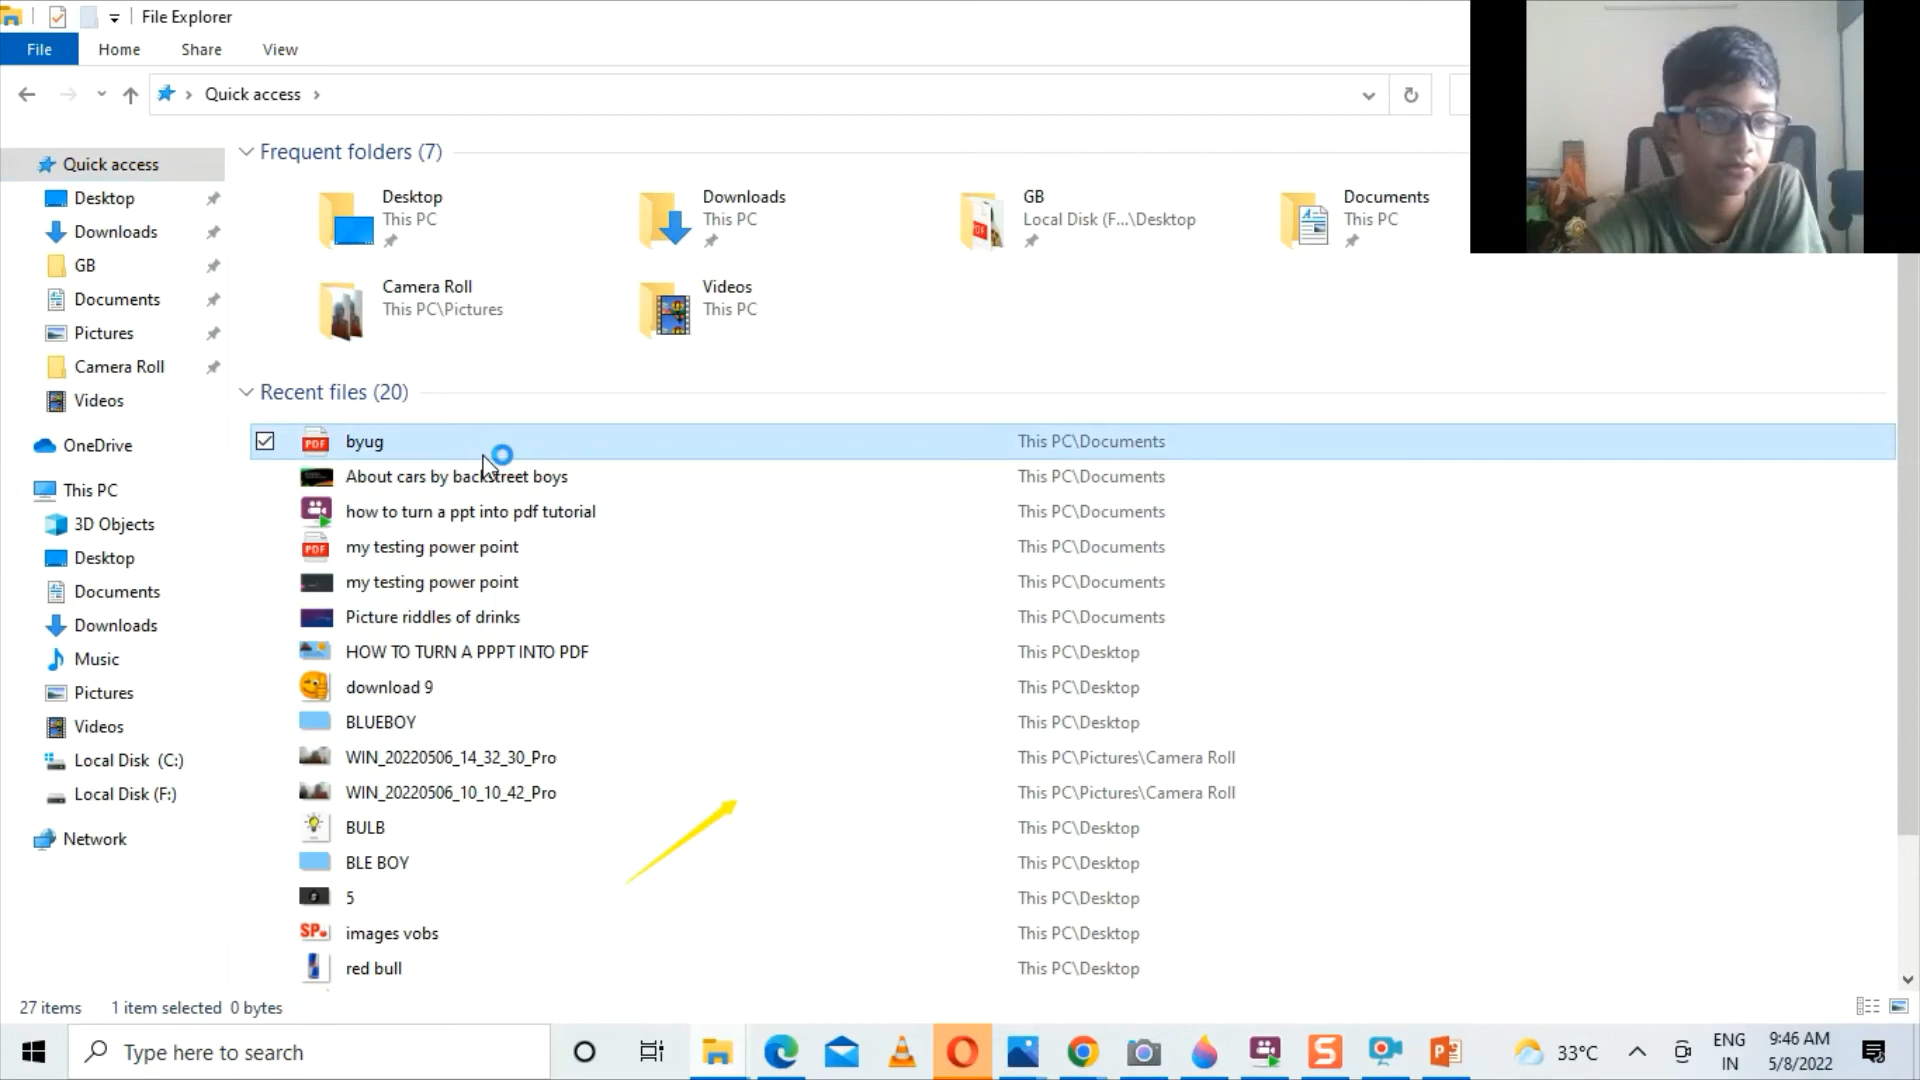 File Explorer
File Home Share View
Quick access
Quick access
Desktop
Downloads
GB
Documents
Pictures
Camera Roll
Videos
OneDrive
This PC
3D Objects
Desktop
Documents
Downloads
Music
Pictures
Videos
Local Disk (C:)
Local Disk (F:)
Network
Frequent folders (7)
Desktop
This PC
Downloads
This PC
GB
Local Disk (F...\Desktop
Documents
This PC
Camera Roll
This PC\Pictures
Videos
This PC
Recent files (20)
PDF byug This PC\Documents
About cars by backstreet boys This PC\Documents
how to turn a ppt into pdf tutorial This PC\Documents
PDF my testing power point This PC\Documents
my testing power point This PC\Documents
Picture riddles of drinks This PC\Documents
HOW TO TURN A PPPT INTO PDF This PC\Desktop
download 9 This PC\Desktop
BLUEBOY This PC\Desktop
WIN_20220506_14_32_30_Pro This PC\Pictures\Camera Roll
WIN_20220506_10_10_42_Pro This PC\Pictures\Camera Roll
BULB This PC\Desktop
BLE BOY This PC\Desktop
5 This PC\Desktop
SP. images vobs This PC\Desktop
red bull This PC\Desktop
27 items 1 item selected 0 bytes
Type here to search
33°C
ENG
IN
9:46 AM
5/8/2022